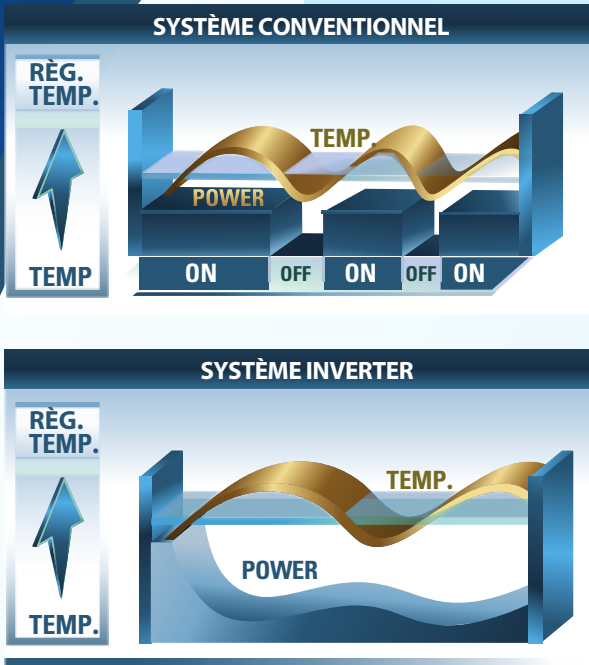 SYSTÈME CONVENTIONNEL
RÈG.
TEMP.
TEMP.
POWER
TEMP
ON OFF ON OFF ON
SYSTÈME INVERTER
RÈG.
TEMP.
TEMP.
POWER
TEMP.